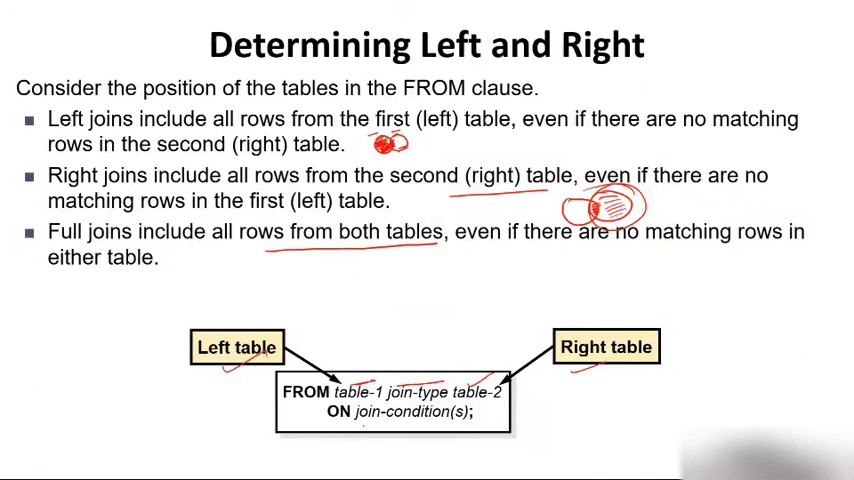 Determining Left and Right
Consider the position of the tables in the FROM clause.
Left joins include all rows from the first (left) table, even if there are no matching
rows in the second (right) table.
Right joins include all rows from the second (right) table, even if there are no
matching rows in the first (left) table.
Full joins include all rows from both tables, even if there are no matching rows in
either table.
Left table
Right table
FROM table-1 join-type table-2
ON join-condition(s);